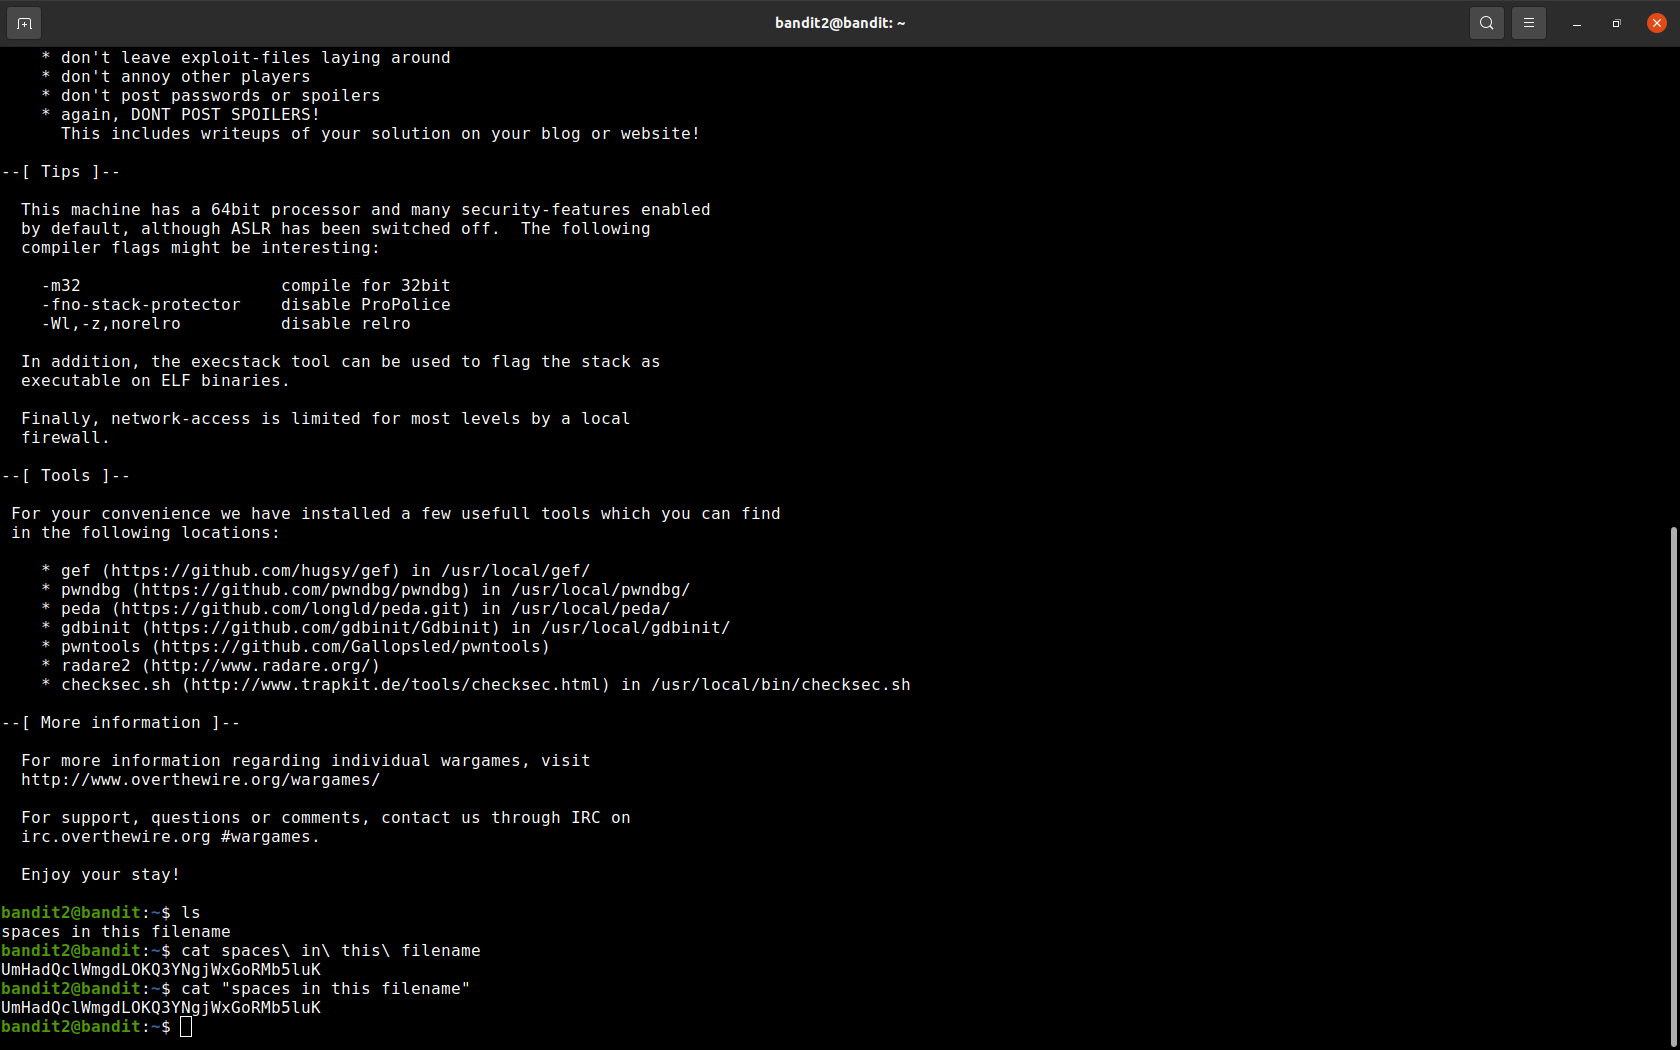 bandit2@bandit: ~
* don't leave exploit-files laying around
* don't annoy other players
* don't post passwords or spoilers
* again, DONT POST SPOILERS!
This includes writeups of your solution on your blog or website!
--[ Tips ]--
This machine has a 64bit processor and many security-features enabled
by default, although ASLR has been switched off.  The following
compiler flags might be interesting:
-m32                    compile for 32bit
-fno-stack-protector    disable ProPolice
-Wl,-z,norelro          disable relro
In addition, the execstack tool can be used to flag the stack as
executable on ELF binaries.
Finally, network-access is limited for most levels by a local
firewall.
--[ Tools ]--
For your convenience we have installed a few usefull tools which you can find
in the following locations:
* gef (https://github.com/hugsy/gef) in /usr/local/gef/
* pwndbg (https://github.com/pwndbg/pwndbg) in /usr/local/pwndbg/
* peda (https://github.com/longld/peda.git) in /usr/local/peda/
* gdbinit (https://github.com/gdbinit/Gdbinit) in /usr/local/gdbinit/
* pwntools (https://github.com/Gallopsled/pwntools)
* radare2 (http://www.radare.org/)
* checksec.sh (http://www.trapkit.de/tools/checksec.html) in /usr/local/bin/checksec.sh
--[ More information ]--
For more information regarding individual wargames, visit
http://www.overthewire.org/wargames/
For support, questions or comments, contact us through IRC on
irc.overthewire.org #wargames.
Enjoy your stay!
bandit2@bandit:~$ ls
spaces in this filename
bandit2@bandit:~$ cat spaces\ in\ this\ filename
UmHadQclWmgdLOKQ3YNgjWxGoRMb5luK
bandit2@bandit:~$ cat "spaces in this filename"
UmHadQclWmgdLOKQ3YNgjWxGoRMb5luK
bandit2@bandit:~$